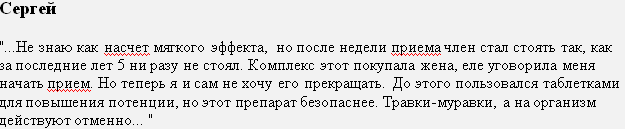 Сергей
"...Не знаю как насчет мягкого эффекта, но после недели приема член стал стоять так, как
за последние лет 5 ни разу не стоял. Комплекс этот покупала жена, еле уговорила меня
начать прием. Но теперь я и сам не хочу его прекращать. До этого пользовался таблетками
для повышения потенции, но этот препарат безопаснее. Травки-муравки, а на организм
действуют отменно... "